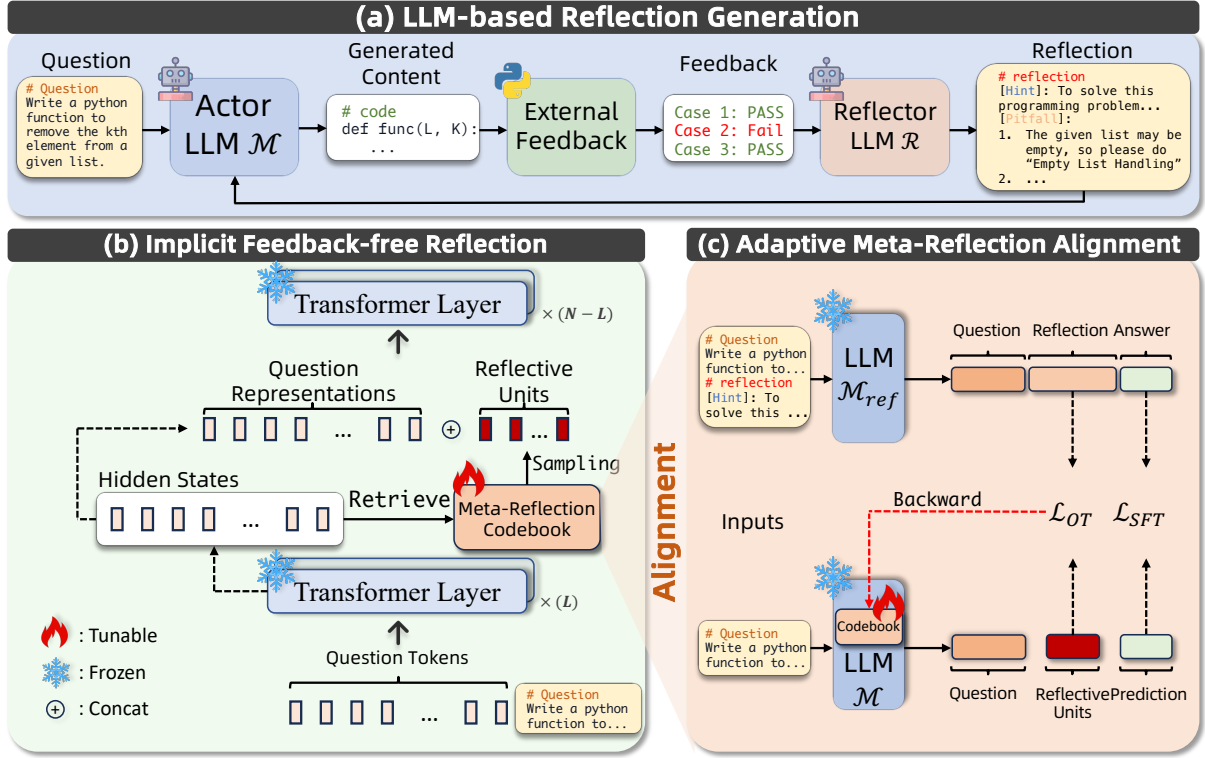 (a) LLM-based Reflection Generation
Question
# Question
Write a python
function to
remove the kth
element from a
given list.
Actor
LLM ℳ
Generated
Content
# code
def func(L, K):
...
External
Feedback
Feedback
Case 1: PASS
Case 2: Fail
Case 3: PASS
Reflector
LLM ℛ
Reflection
# reflection
[Hint]: To solve this
programming problem...
[Pitfall]:
1. The given list may be
empty, so please do
“Empty List Handling”
2. ...
(b) Implicit Feedback-free Reflection
Transformer Layer
× (N − L)
Question
Representations
Reflective
Units
...
+
...
Sampling
Hidden States
...
Retrieve
Meta-Reflection
Codebook
Transformer Layer
× (L)
: Tunable
: Frozen
+ : Concat
Question Tokens
...
# Question
Write a python
function to...
Alignment
(c) Adaptive Meta-Reflection Alignment
# Question
Write a python
function to...
# reflection
[Hint]: To
solve this ...
LLM
ℳref
Question Reflection Answer
Backward
Inputs
ℒOT ℒSFT
# Question
Write a python
function to...
Codebook
LLM
ℳ
Question
Reflective
Units
Prediction